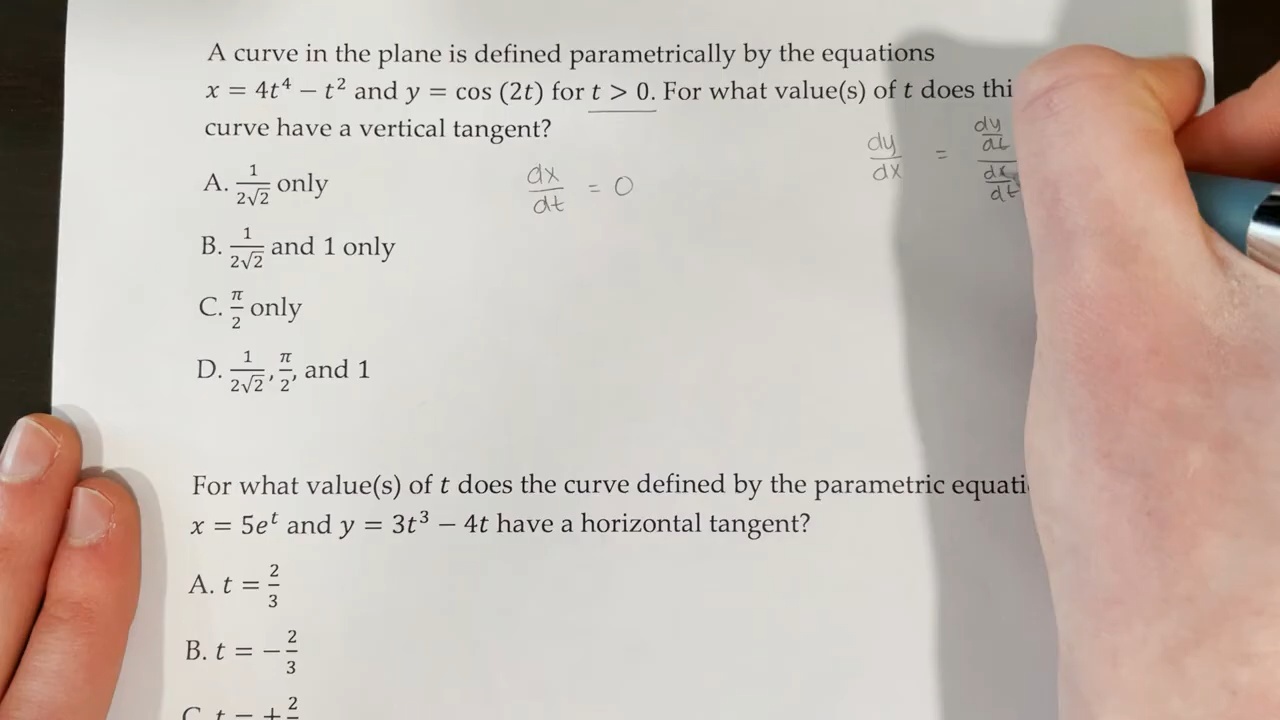 A curve in the plane is defined parametrically by the equations
x = 4t⁴ − t² and y = cos (2t) for t > 0. For what value(s) of t does thi
curve have a vertical tangent?
A. 1/(2√2) only
B. 1/(2√2) and 1 only
C. π/2 only
D. 1/(2√2), π/2, and 1
dx/dt = 0
dy/dx = (dy/dt)/(dx/dt)
For what value(s) of t does the curve defined by the parametric equati
x = 5eᵗ and y = 3t³ − 4t have a horizontal tangent?
A. t = 2/3
B. t = −2/3